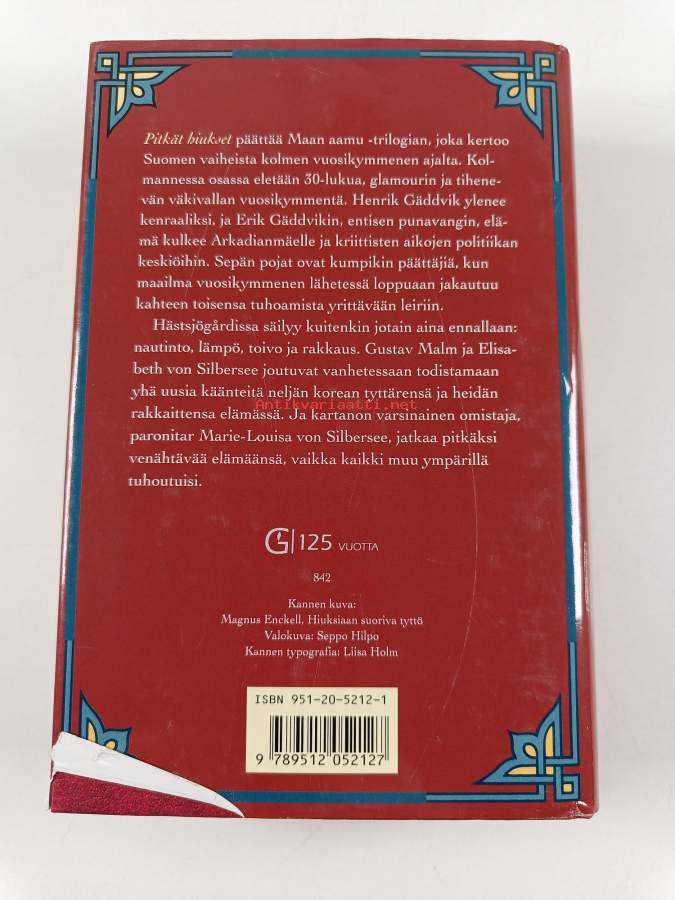 Pitkät hiukset päättää Maan aamu -trilogian, joka kertoo
Suomen vaiheista kolmen vuosikymmenen ajalta. Kol-
mannessa osassa eletään 30-lukua, glamourin ja tihene-
vän väkivallan vuosikymmentä. Henrik Gäddvik ylenee
kenraaliksi, ja Erik Gäddvikin, entisen punavangin, elä-
mä kulkee Arkadianmäelle ja kriittisten aikojen politiikan
keskiöihin. Sepän pojat ovat kumpikin päättäjiä, kun
maailma vuosikymmenen lähetessä loppuaan jakautuu
kahteen toisensa tuhoamista yrittävään leiriin.
Hästsjögårdissa säilyy kuitenkin jotain aina ennallaan:
nautinto, lämpö, toivo ja rakkaus. Gustav Malm ja Elisa-
beth von Silbersee joutuvat vanhetessaan todistamaan
yhä uusia käänteitä neljän korean tyttärensä ja heidän
Antikvariaatti.net
rakkaittensa elämässä. Ja kartanon varsinainen omistaja,
paronitar Marie-Louisa von Silbersee, jatkaa pitkäksi
venähtävää elämäänsä, vaikka kaikki muu ympärillä
tuhoutuisi.
G 125 VUOTTA
842
Kannen kuva:
Magnus Enckell, Hiuksiaan suoriva tyttö
Valokuva: Seppo Hilpo
Kannen typografia: Liisa Holm
ISBN 951-20-5212-1
9 789512 052127